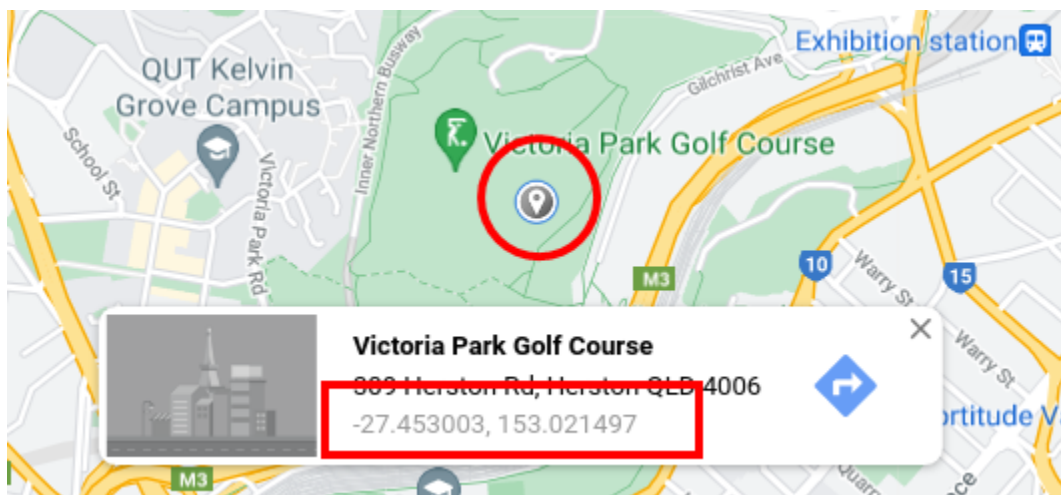 Exhibition station
QUT Kelvin
Grove Campus
Inner Northern Busway
Gilchrist Ave
Victoria Park Golf Course
School St
Victoria Park Rd
M3
10
15
Warry St
Warry St
Victoria Park Golf Course
309 Herston Rd, Herston QLD 4006
-27.453003, 153.021497
ortitude V
M3